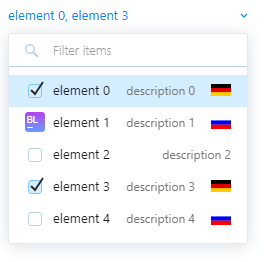 element 0, element 3
Filter items
element 0 description 0
BL element 1 description 1
element 2 description 2
element 3 description 3
element 4 description 4